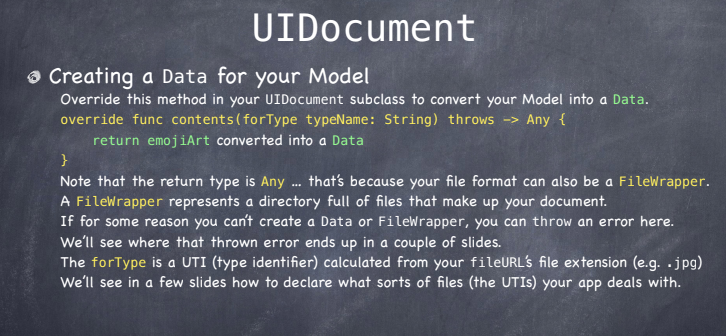 UIDocument
Creating a Data for your Model
Override this method in your UIDocument subclass to convert your Model into a Data.
override func contents(forType typeName: String) throws -> Any {
return emojiArt converted into a Data
}
Note that the return type is Any ... that's because your file format can also be a FileWrapper.
A FileWrapper represents a directory full of files that make up your document.
If for some reason you can't create a Data or FileWrapper, you can throw an error here.
We'll see where that thrown error ends up in a couple of slides.
The forType is a UTI (type identifier) calculated from your fileURL's file extension (e.g. .jpg)
We'll see in a few slides how to declare what sorts of files (the UTIs) your app deals with.